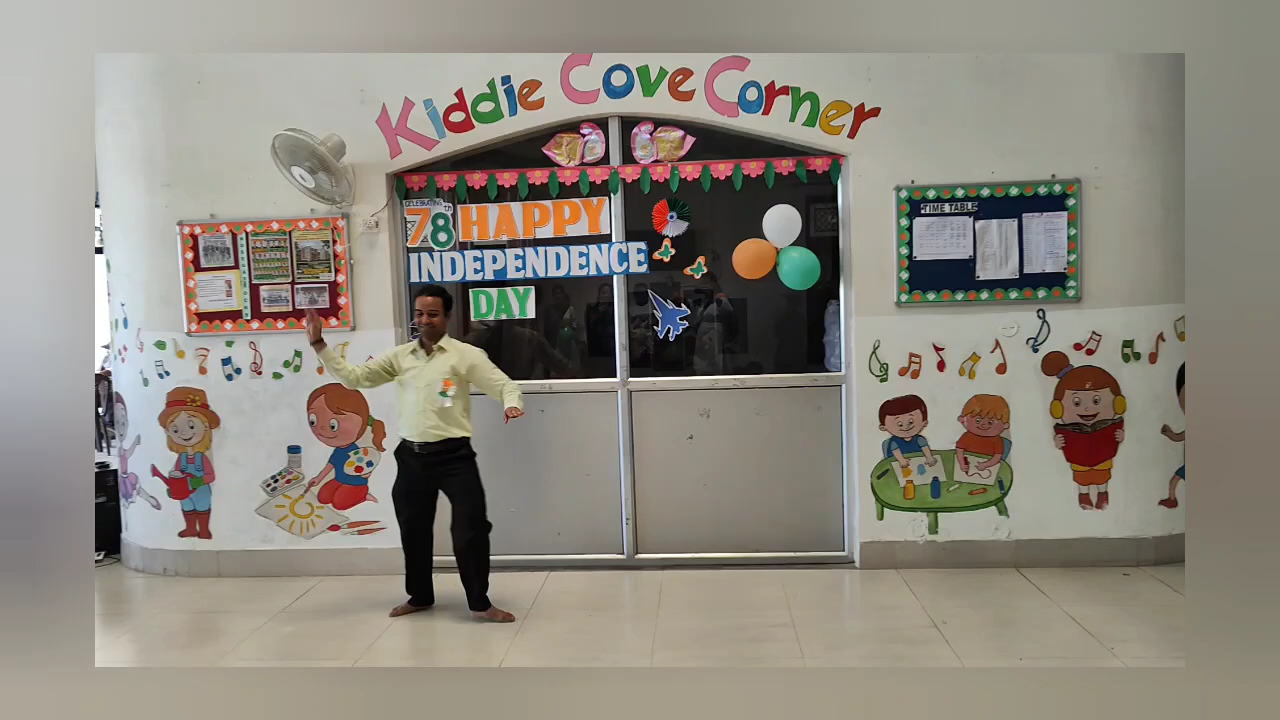 Kiddie Cove Corner
CELEBRATING
78th HAPPY
INDEPENDENCE
DAY
TIME TABLE